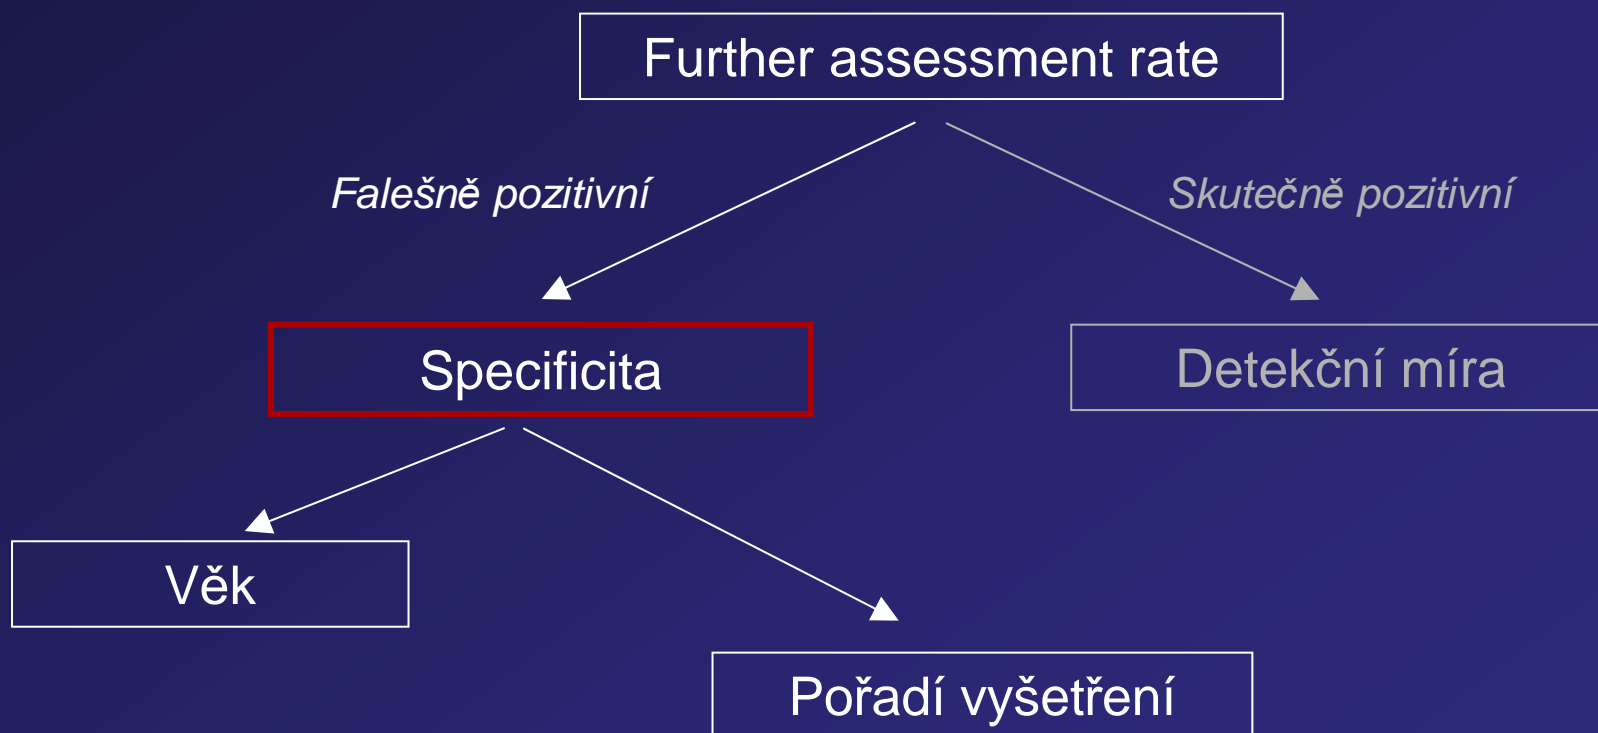 Further assessment rate
Falešně pozitivní
Skutečně pozitivní
Specificita
Detekční míra
Věk
Pořadí vyšetření